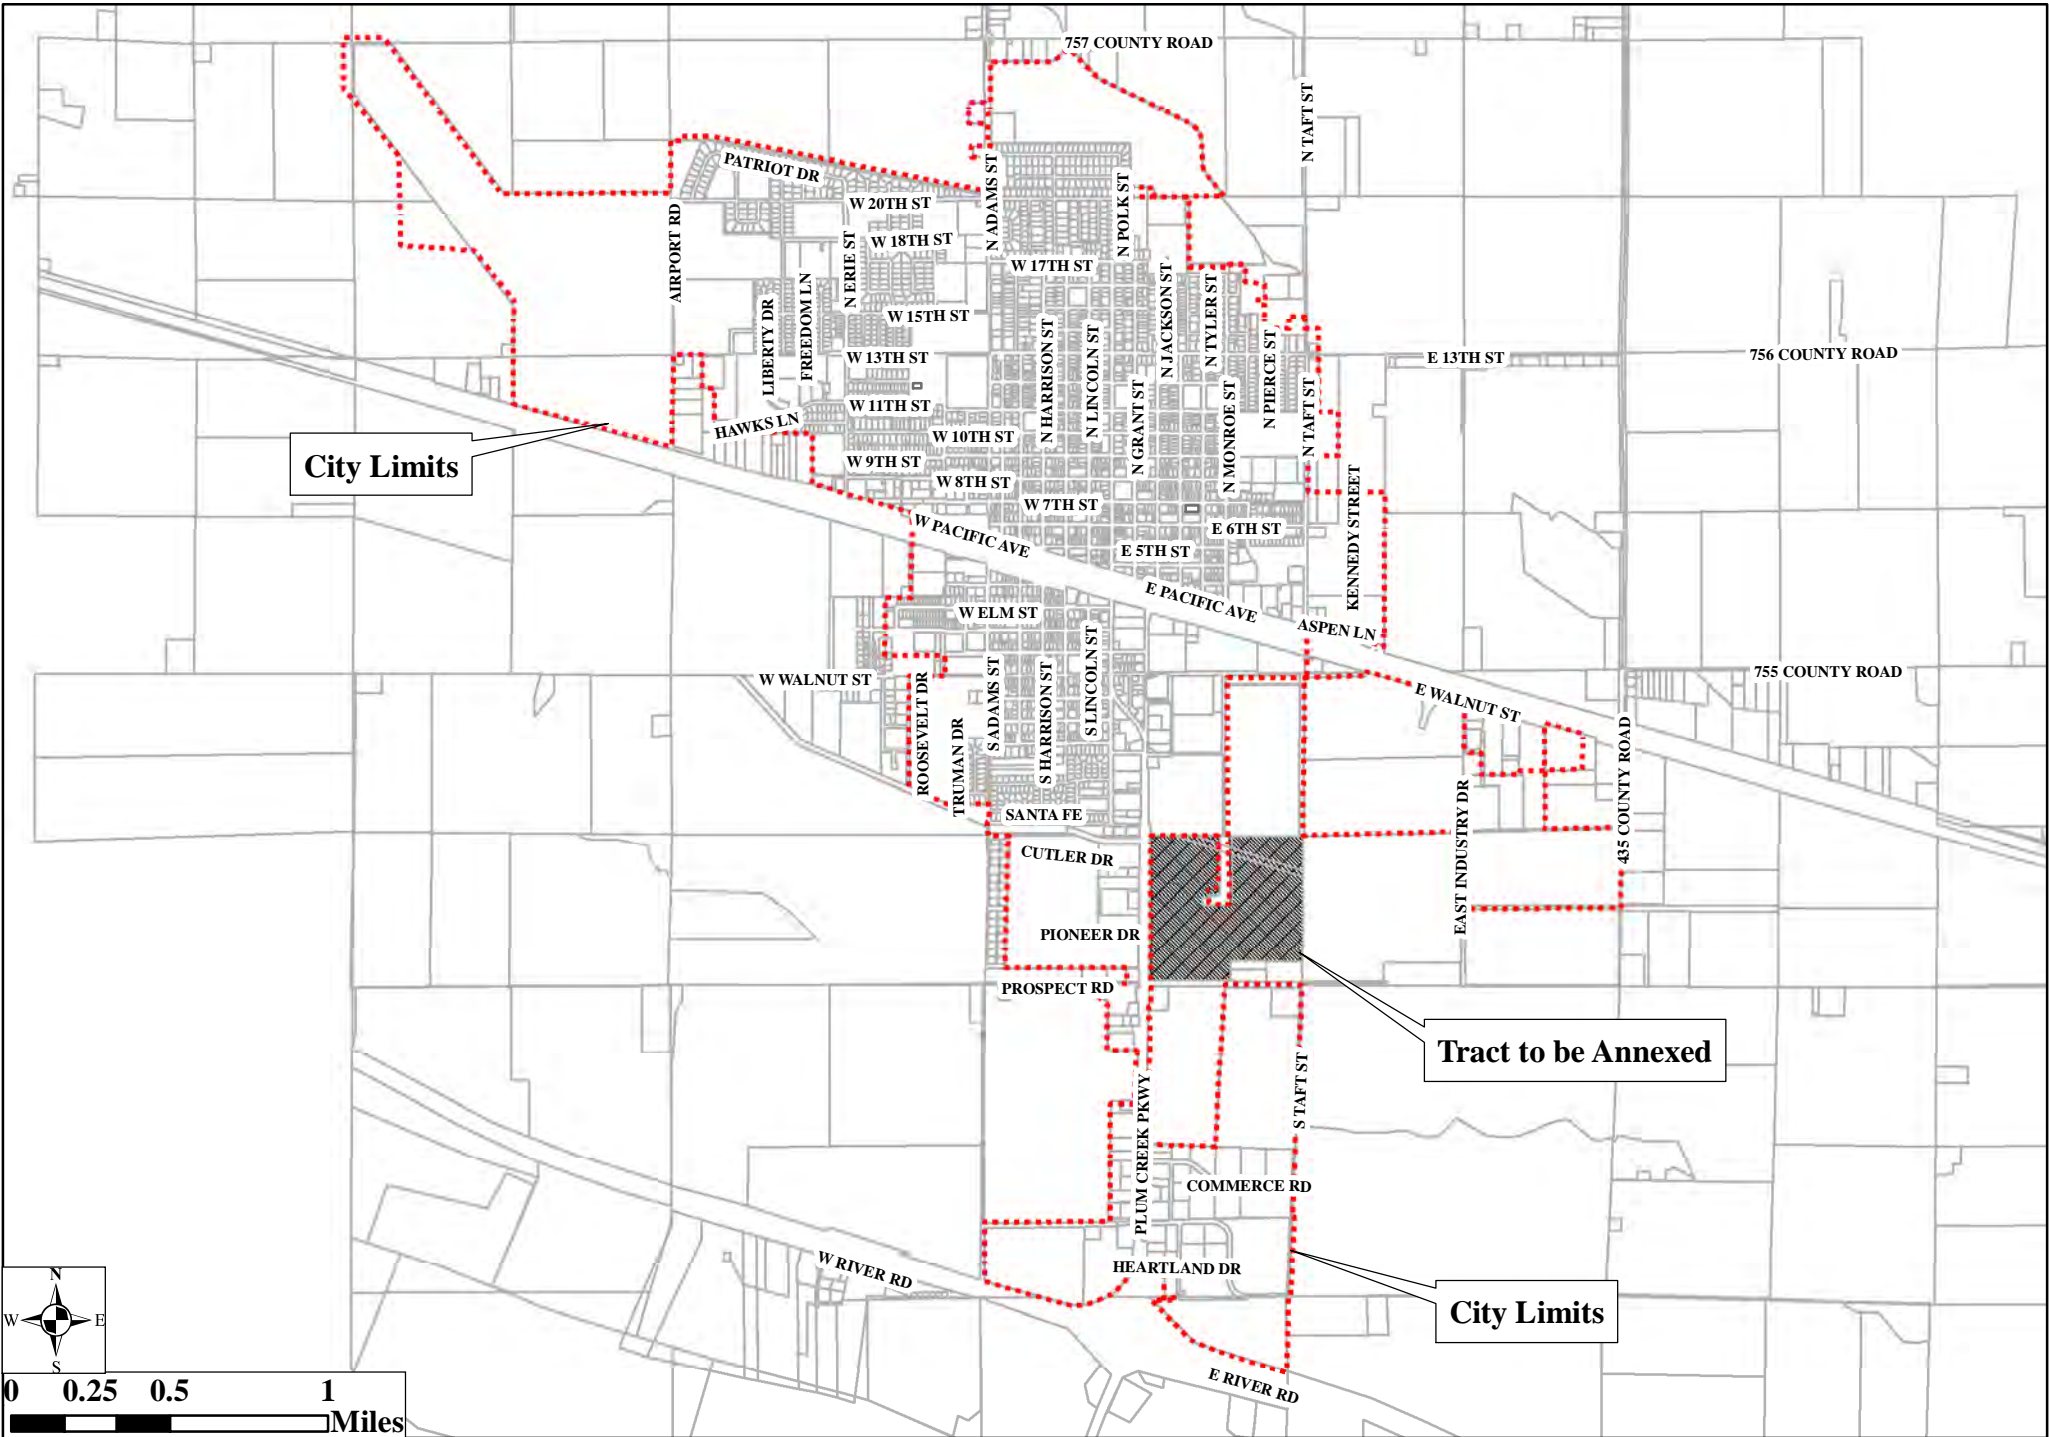 757 COUNTY ROAD
N TAFT ST
PATRIOT DR
W 20TH ST
N ADAMS ST
N POLK ST
AIRPORT RD
W 18TH ST
N ERIE ST
W 17TH ST
N JACKSON ST
N TYLER ST
LIBERTY DR
FREEDOM LN
W 15TH ST
N HARRISON ST
N LINCOLN ST
N PIERCE ST
W 13TH ST
E 13TH ST
756 COUNTY ROAD
W 11TH ST
N GRANT ST
N MONROE ST
N TAFT ST
HAWKS LN
W 10TH ST
City Limits
W 9TH ST
W 8TH ST
W 7TH ST
KENNEDY STREET
W PACIFIC AVE
E 6TH ST
E 5TH ST
E PACIFIC AVE
W ELM ST
ASPEN LN
S LINCOLN ST
W WALNUT ST
755 COUNTY ROAD
ROOSEVELT DR
S ADAMS ST
S HARRISON ST
E WALNUT ST
TRUMAN DR
435 COUNTY ROAD
SANTA FE
EAST INDUSTRY DR
CUTLER DR
PIONEER DR
PROSPECT RD
Tract to be Annexed
S TAFT ST
PLUM CREEK PKWY
COMMERCE RD
W RIVER RD
HEARTLAND DR
City Limits
E RIVER RD
N
W E
S
0 0.25 0.5 1
Miles